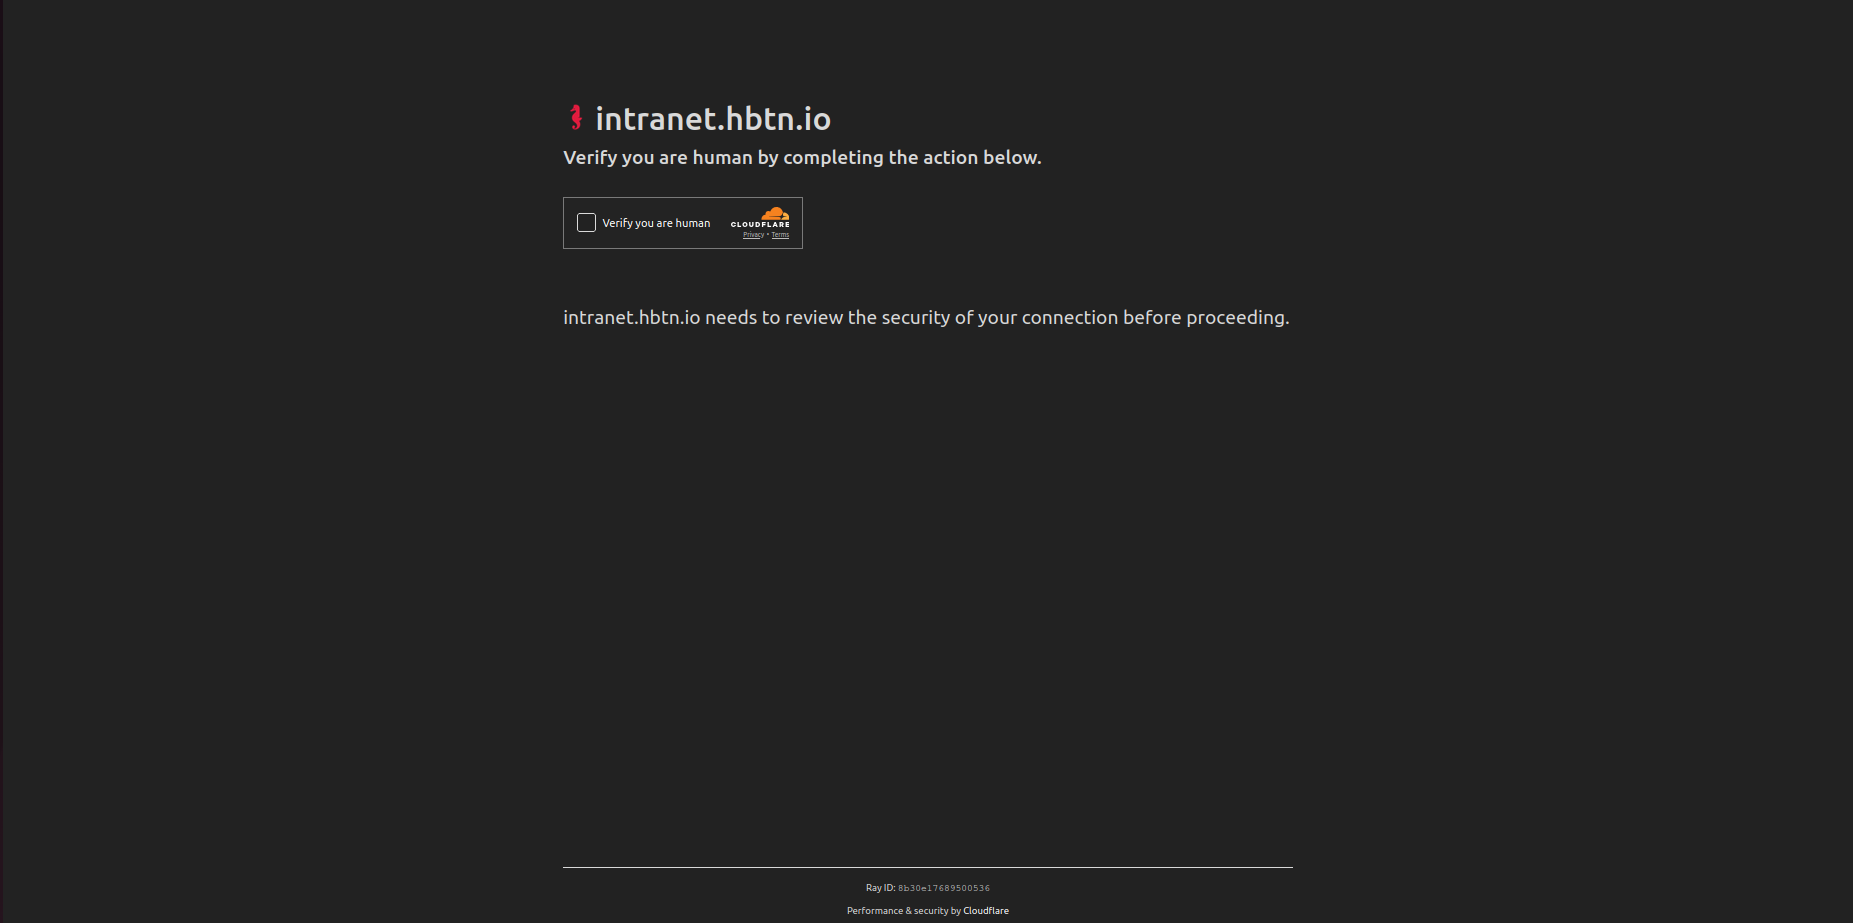 intranet.hbtn.io
Verify you are human by completing the action below.
Verify you are human
CLOUDFLARE
Privacy • Terms
intranet.hbtn.io needs to review the security of your connection before proceeding.
Ray ID: 8b30e17689500536
Performance & security by Cloudflare